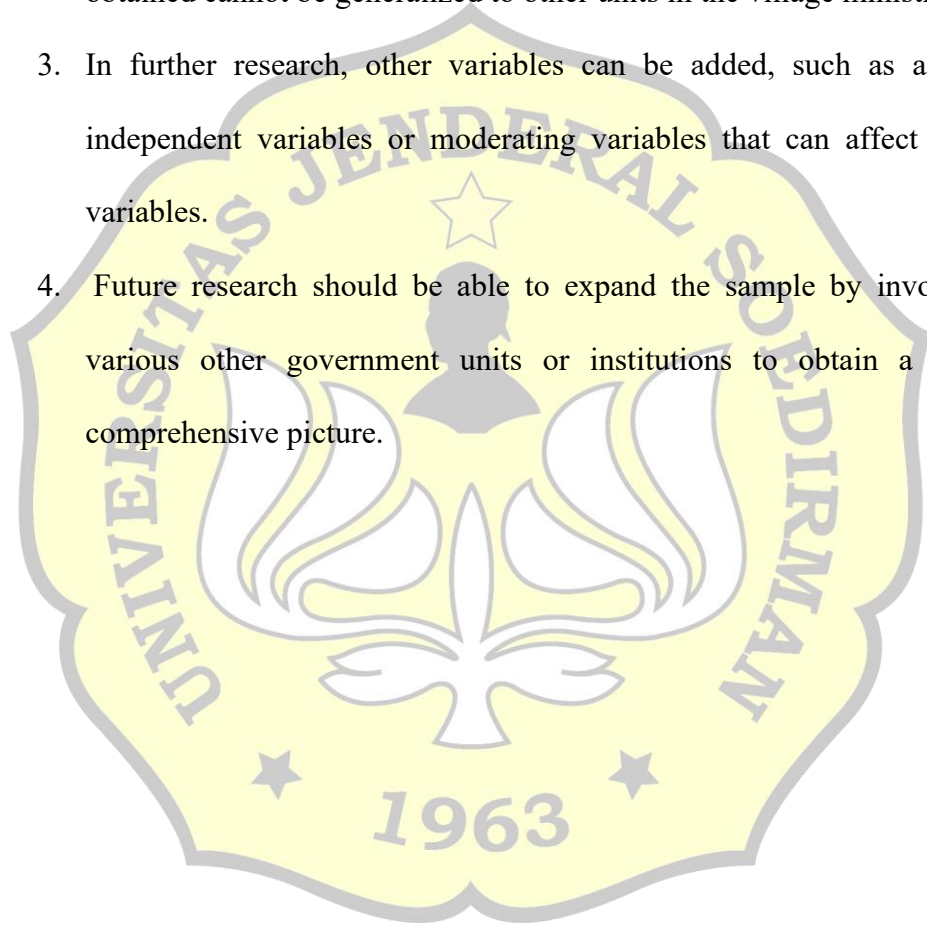 obtained cannot be generalized to other units in the village
3. In further research, other variables can be added, such as
independent variables or moderating variables that can affect
variables.
4. Future research should be able to expand the sample by
various other government units or institutions to obtain a
comprehensive picture.
UNIVERSITAS JENDERAL SOEDIRMAN
1963